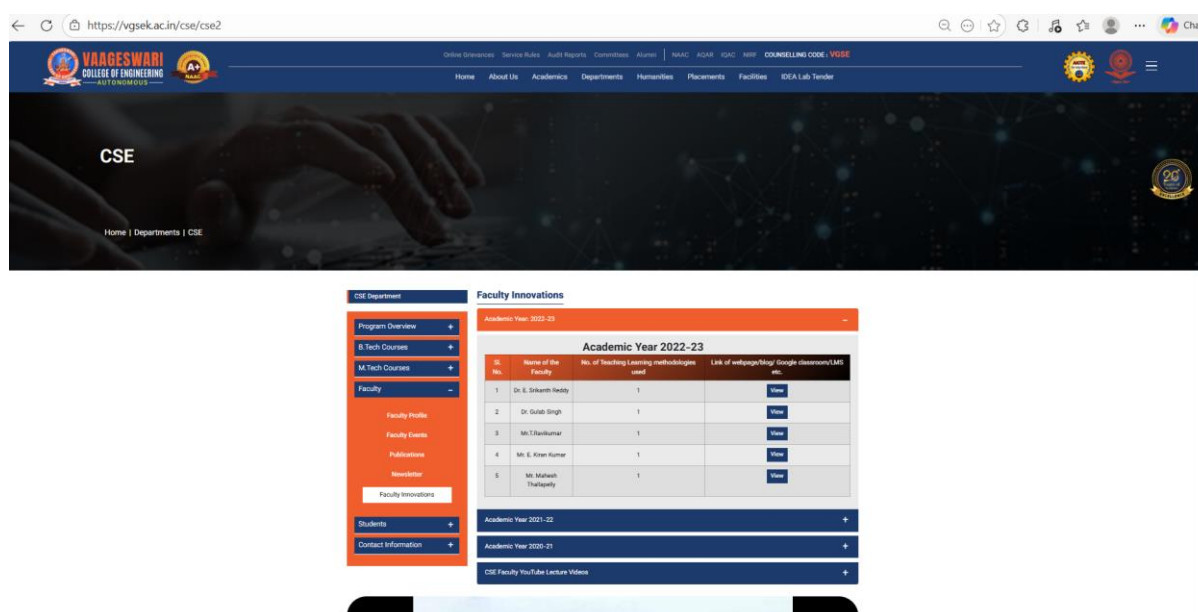 https://vgsek.ac.in/cse/cse2
Cha
VAAGESWARI
COLLEGE OF ENGINEERING
AUTONOMOUS
A+
NAAC
Online Grievances Service Rules Audit Reports Committees Alumni | NAAC AQAR IQAC NIRF COUNSELLING CODE : VGSE
Home About Us Academics Departments Humanities Placements Facilities IDEA Lab Tender
CSE
20
Home | Departments | CSE
CSE Department
Program Overview +
B.Tech Courses +
M.Tech Courses +
Faculty –
Faculty Profile
Faculty Events
Publications
Newsletter
Faculty Innovations
Students +
Contact Information +
Faculty Innovations
Academic Year: 2022-23 –
Academic Year 2022-23
Sl. No. Name of the Faculty No. of Teaching Learning methodologies used Link of webpage/blog/ Google classroom/LMS etc.
1 Dr. E. Srikanth Reddy 1 View
2 Dr. Gulab Singh 1 View
3 Mr.T.Ravikumar 1 View
4 Mr. E. Kiran Kumar 1 View
5 Mr. Mahesh Thallapelly 1 View
Academic Year 2021-22 +
Academic Year 2020-21 +
CSE Faculty YouTube Lecture Videos +